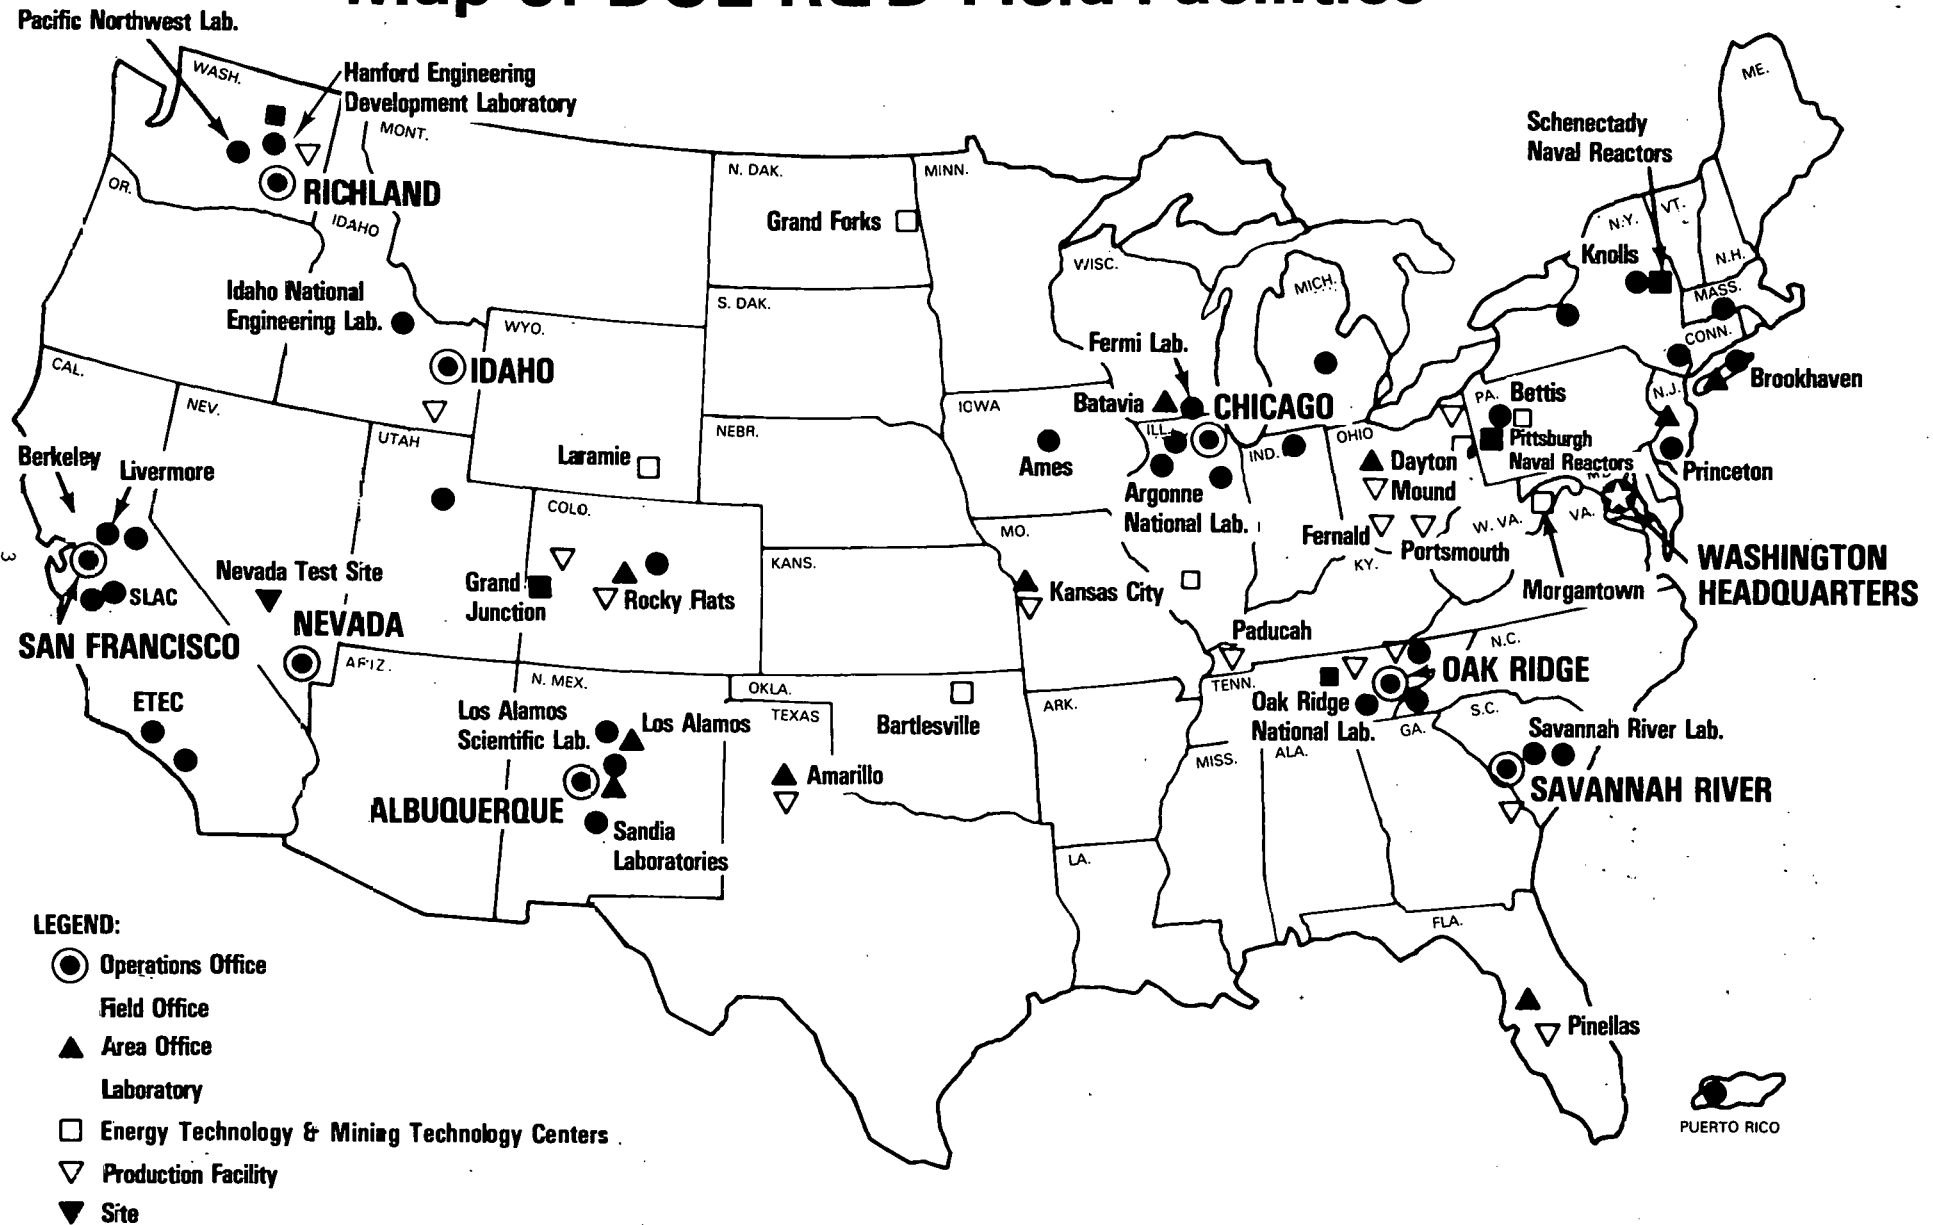 Map of DOE R&D Field Facilities
Pacific Northwest Lab.
WASH.
Hanford Engineering
Development Laboratory
MONT.
ME.
Schenectady
Naval Reactors
OR.
RICHLAND
IDAHO
N. DAK.
MINN.
Grand Forks
N.Y.
VT.
Knolls
N.H.
WISC.
MICH.
MASS.
Idaho National
Engineering Lab.
S. DAK.
WYO.
CONN.
Fermi Lab.
CAL.
IDAHO
Brookhaven
NEV.
IOWA
Batavia
CHICAGO
PA.
Bettis
N.J.
UTAH
NEBR.
ILL.
OHIO
Pittsburgh
Naval Reactors
Berkeley
Livermore
Laramie
Ames
IND.
Dayton
Mound
Princeton
MD.
Argonne
National Lab.
COLO.
MO.
W. VA.
VA.
Fernald
Portsmouth
3
KANS.
KY.
WASHINGTON
HEADQUARTERS
Nevada Test Site
Grand
Junction
Rocky Flats
Kansas City
Morgantown
SLAC
NEVADA
SAN FRANCISCO
Paducah
N.C.
ARIZ.
N. MEX.
OKLA.
TENN.
OAK RIDGE
Oak Ridge
National Lab.
ETEC
Los Alamos
Scientific Lab.
Los Alamos
TEXAS
Bartlesville
ARK.
S.C.
GA.
Savannah River Lab.
MISS.
ALA.
Amarillo
ALBUQUERQUE
SAVANNAH RIVER
Sandia
Laboratories
LA.
FLA.
LEGEND:
Operations Office
Field Office
Area Office
Laboratory
Energy Technology & Mining Technology Centers
Production Facility
Site
Pinellas
PUERTO RICO